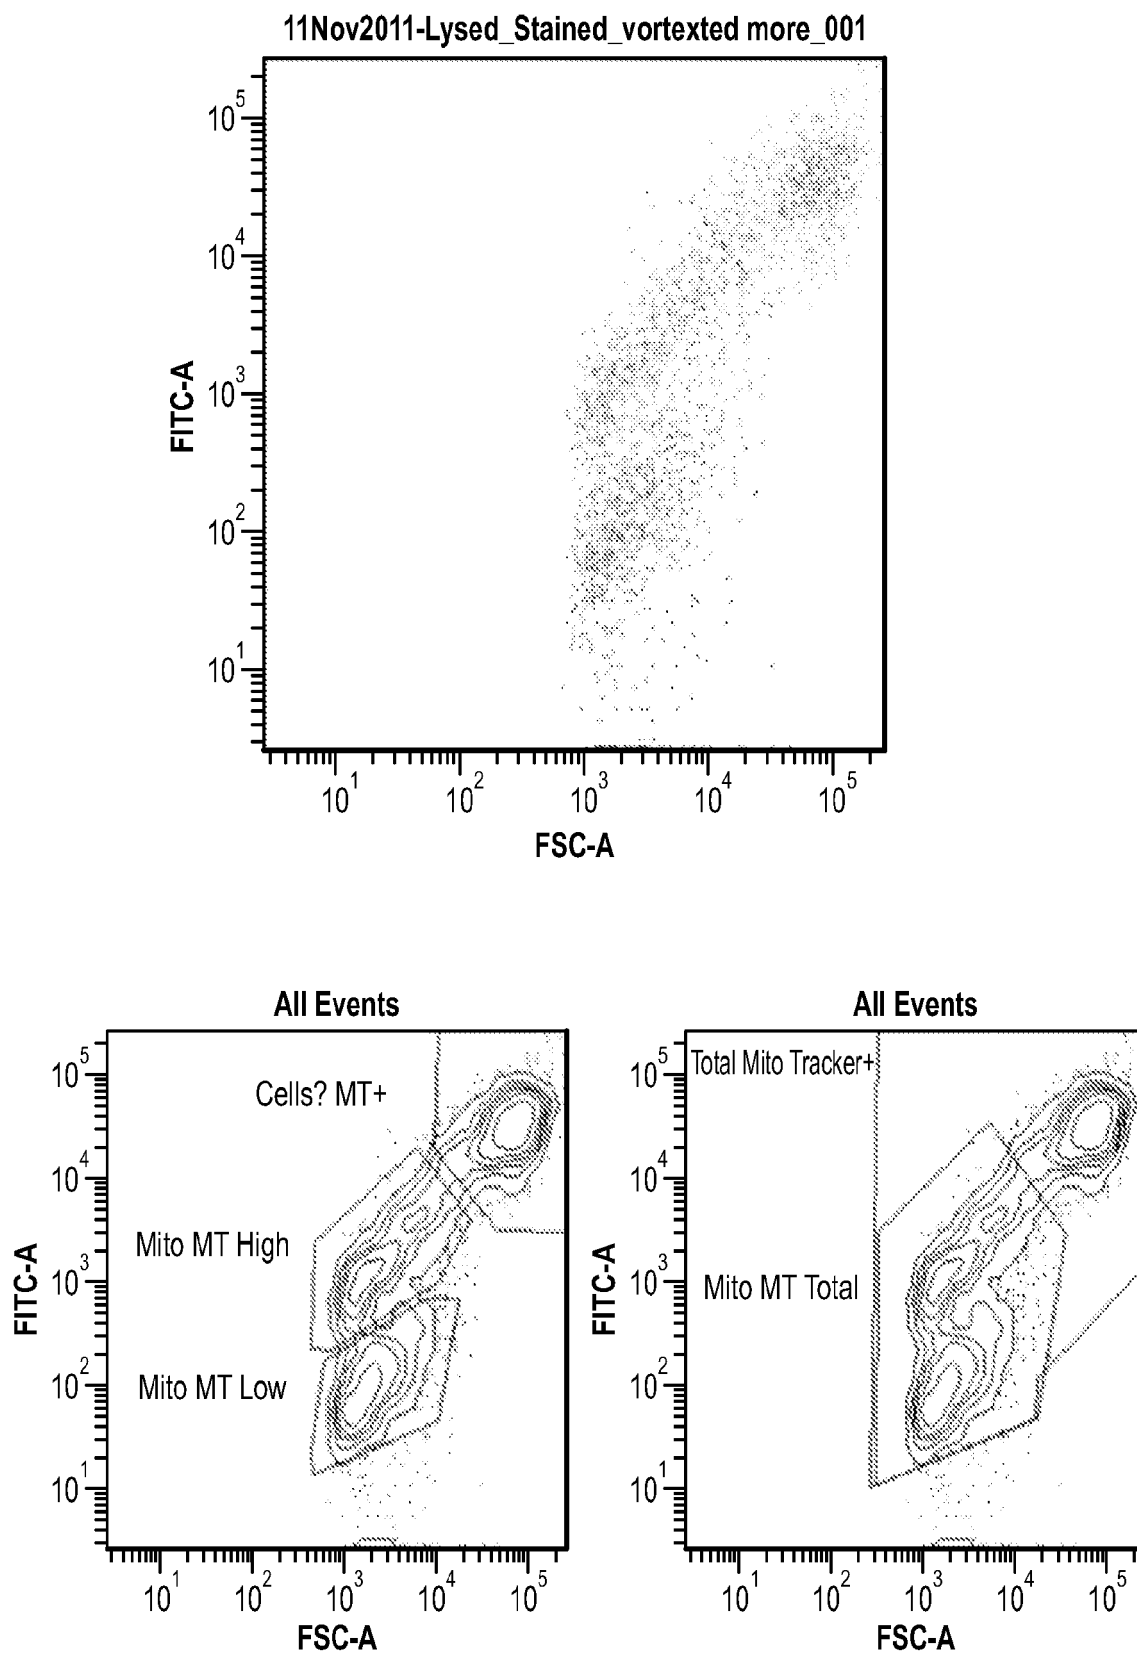 11Nov2011-Lysed_Stained_vortexted more_001
10^5
10^4
10^3
10^2
10^1
FITC-A
10^1 10^2 10^3 10^4 10^5
FSC-A
All Events
10^5
10^4
10^3
10^2
10^1
FITC-A
Cells? MT+
Mito MT High
Mito MT Low
10^1 10^2 10^3 10^4 10^5
FSC-A
All Events
10^5
10^4
10^3
10^2
10^1
FITC-A
Total Mito Tracker+
Mito MT Total
10^1 10^2 10^3 10^4 10^5
FSC-A